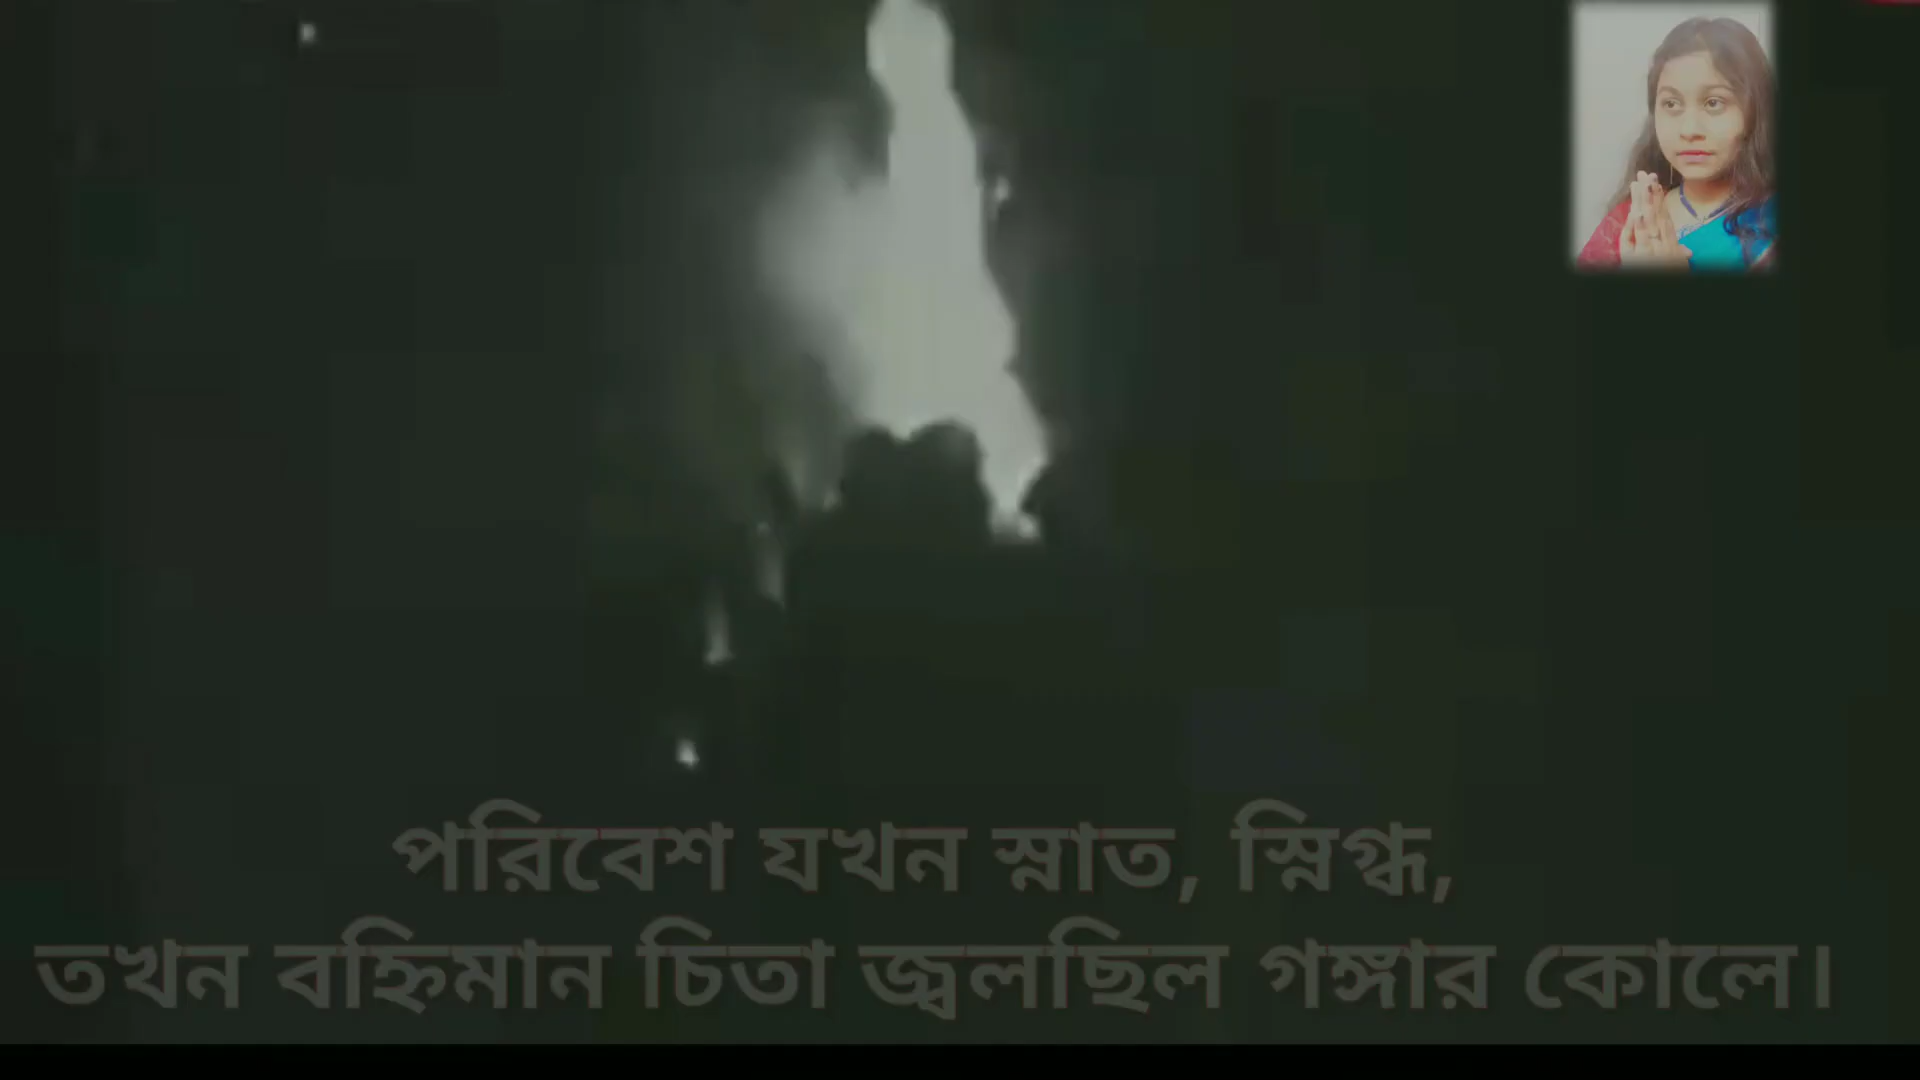 পরিবেশ যখন স্নাত, স্নিগ্ধ,
তখন বহ্নিমান চিতা জ্বলছিল গঙ্গার কোলে।